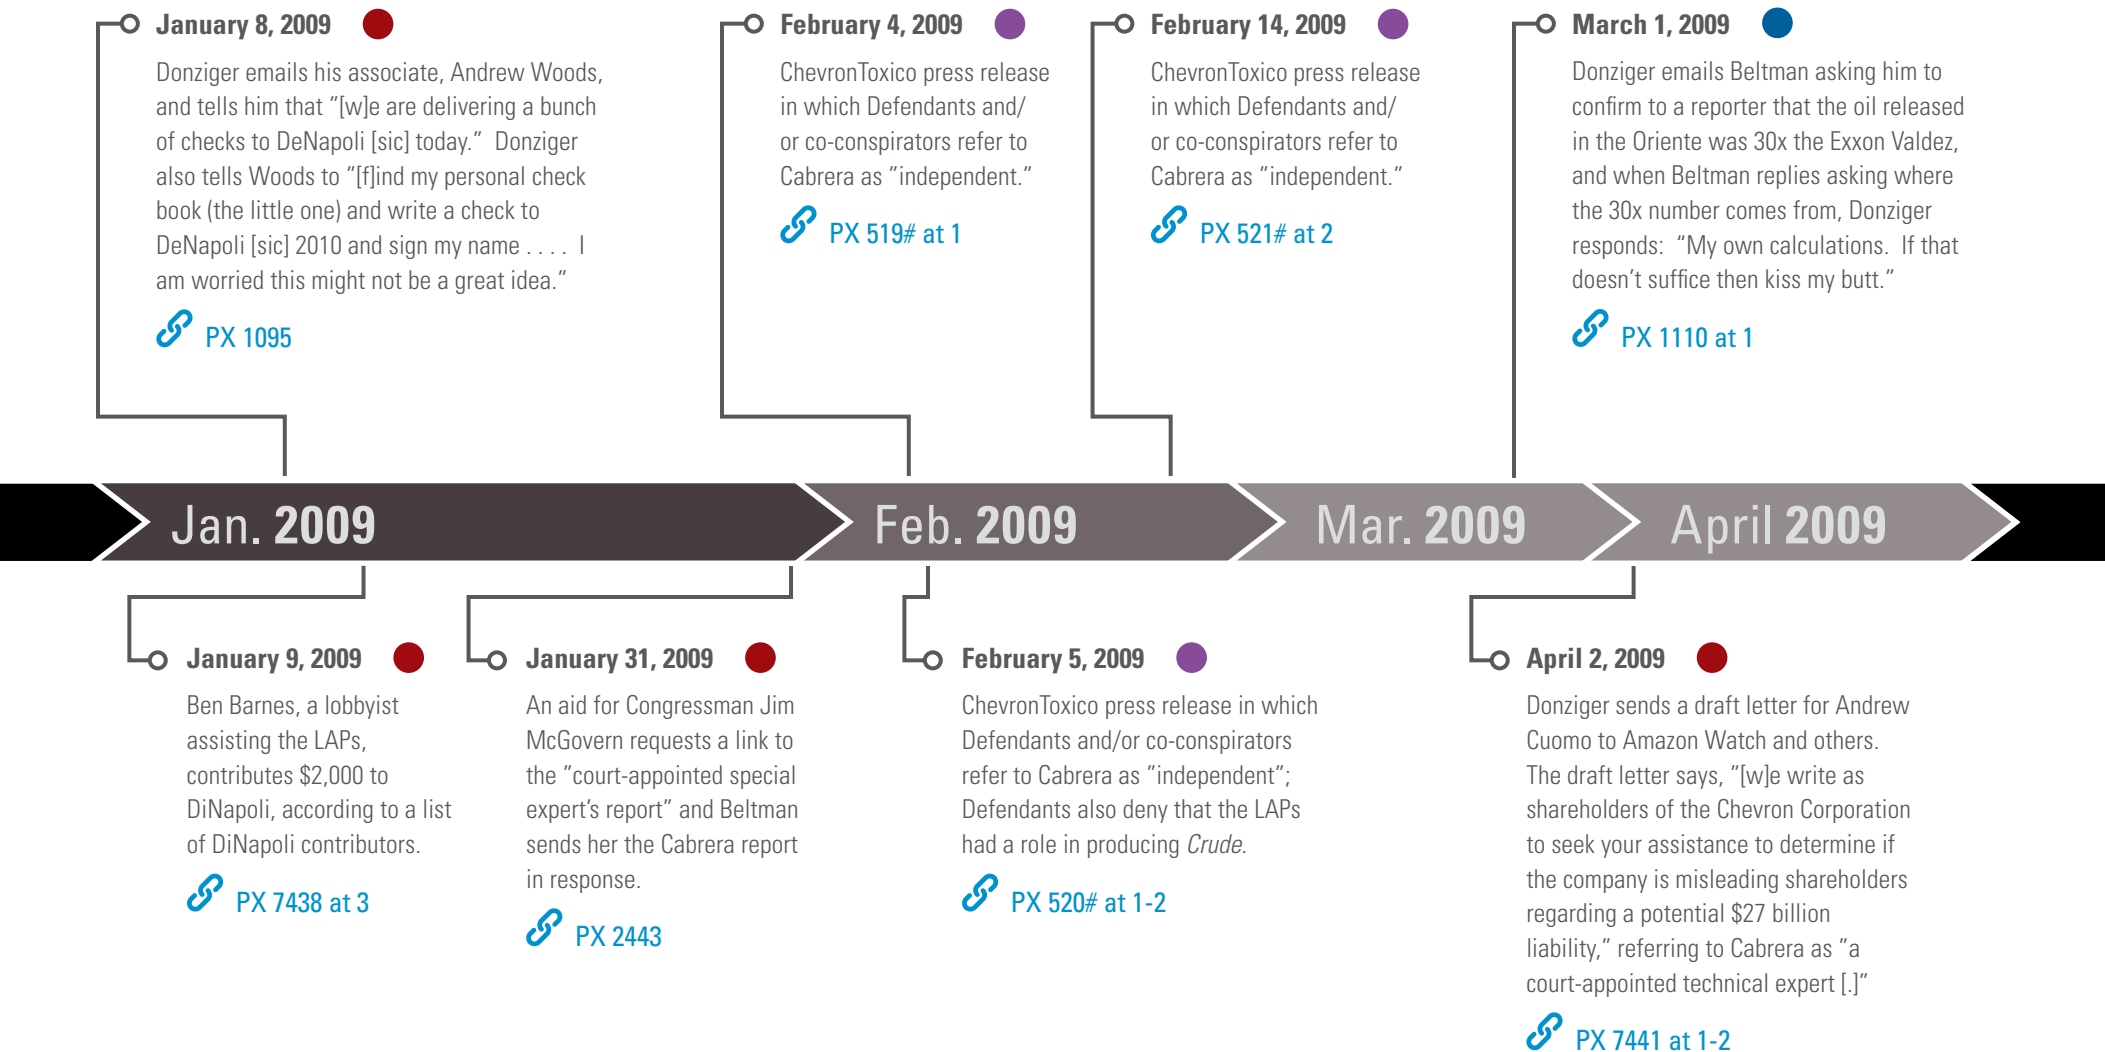 January 8, 2009
Donziger emails his associate, Andrew Woods,
and tells him that "[w]e are delivering a bunch
of checks to DeNapoli [sic] today." Donziger
also tells Woods to "[f]ind my personal check
book (the little one) and write a check to
DeNapoli [sic] 2010 and sign my name . . . . I
am worried this might not be a great idea."
PX 1095
February 4, 2009
ChevronToxico press release
in which Defendants and/
or co-conspirators refer to
Cabrera as "independent."
PX 519# at 1
February 14, 2009
ChevronToxico press release
in which Defendants and/
or co-conspirators refer to
Cabrera as "independent."
PX 521# at 2
March 1, 2009
Donziger emails Beltman asking him to
confirm to a reporter that the oil released
in the Oriente was 30x the Exxon Valdez,
and when Beltman replies asking where
the 30x number comes from, Donziger
responds: “My own calculations. If that
doesn't suffice then kiss my butt."
PX 1110 at 1
Jan. 2009
Feb. 2009
Mar. 2009
April 2009
January 9, 2009
Ben Barnes, a lobbyist
assisting the LAPs,
contributes $2,000 to
DiNapoli, according to a list
of DiNapoli contributors.
PX 7438 at 3
January 31, 2009
An aid for Congressman Jim
McGovern requests a link to
the "court-appointed special
expert's report" and Beltman
sends her the Cabrera report
in response.
PX 2443
February 5, 2009
ChevronToxico press release in which
Defendants and/or co-conspirators
refer to Cabrera as "independent";
Defendants also deny that the LAPs
had a role in producing Crude.
PX 520# at 1-2
April 2, 2009
Donziger sends a draft letter for Andrew
Cuomo to Amazon Watch and others.
The draft letter says, "[w]e write as
shareholders of the Chevron Corporation
to seek your assistance to determine if
the company is misleading shareholders
regarding a potential $27 billion
liability," referring to Cabrera as "a
court-appointed technical expert [.]"
PX 7441 at 1-2